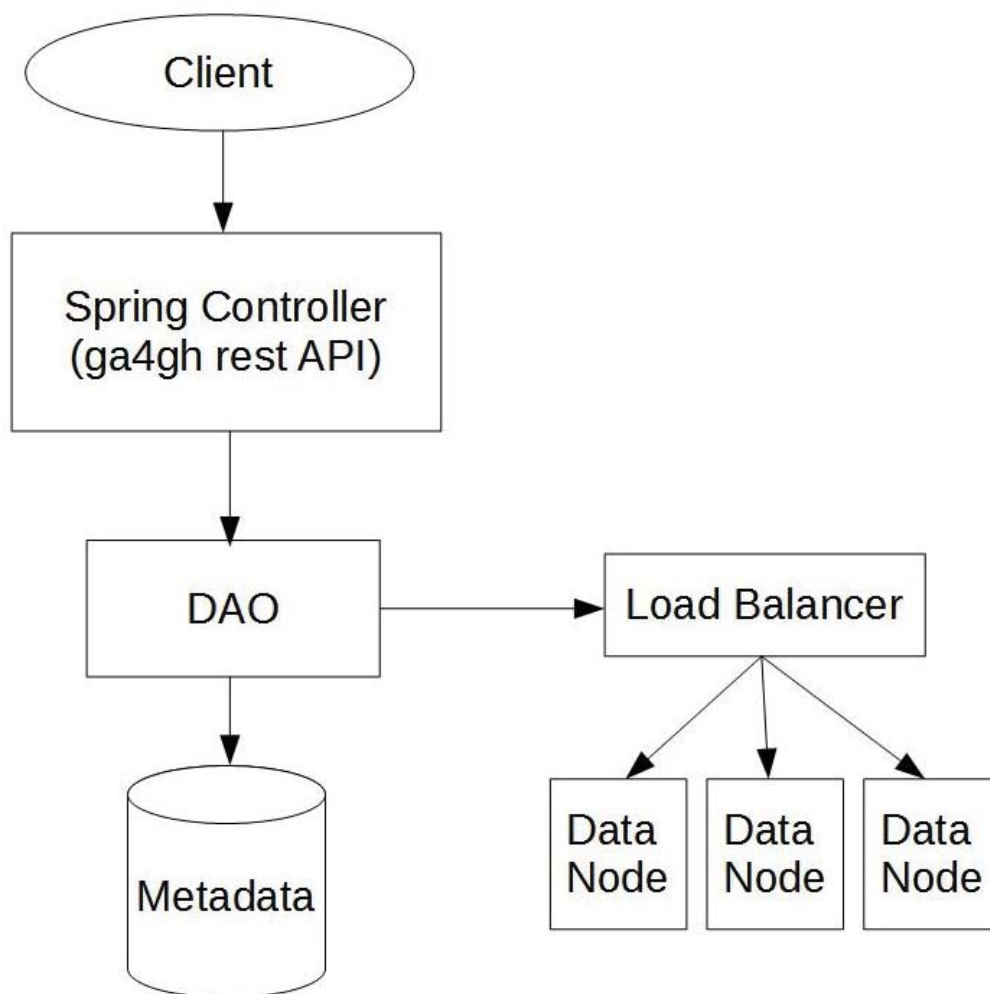 Client
Spring Controller
(ga4gh rest API)
DAO
Load Balancer
Metadata
Data
Node
Data
Node
Data
Node